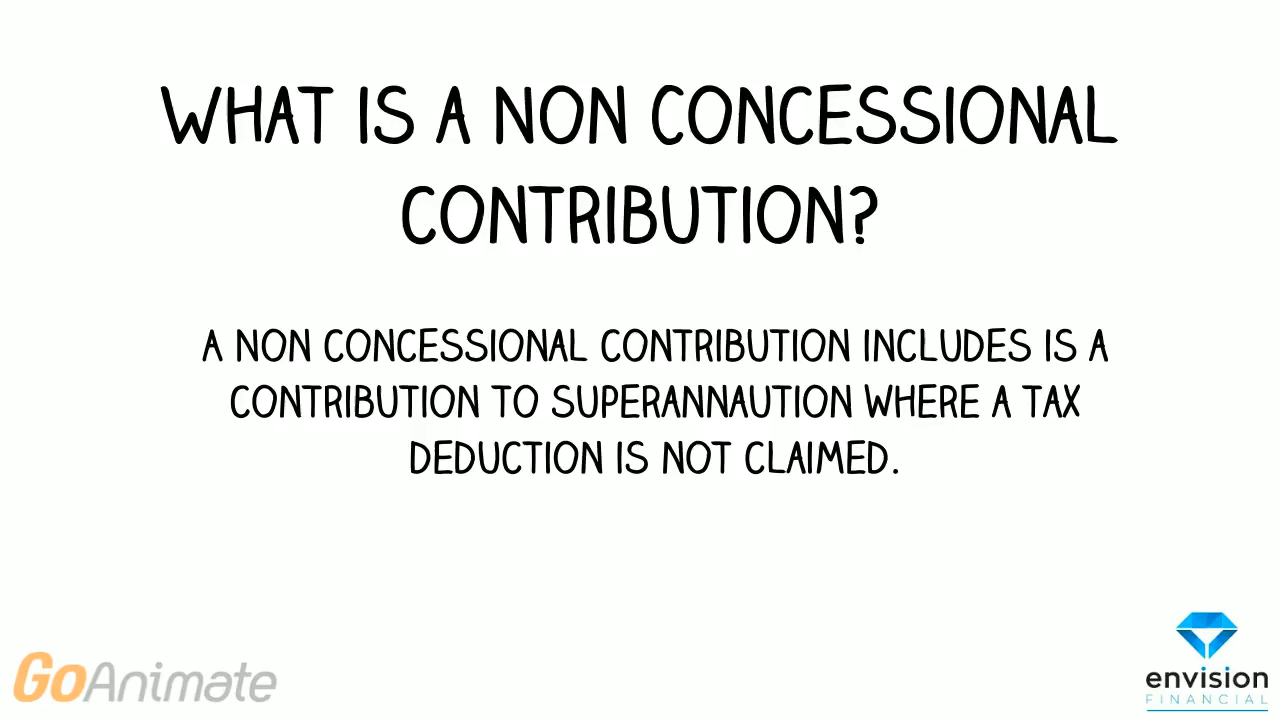 WHAT IS A NON CONCESSIONAL
CONTRIBUTION?
A NON CONCESSIONAL CONTRIBUTION INCLUDES IS A
CONTRIBUTION TO SUPERANNAUTION WHERE A TAX
DEDUCTION IS NOT CLAIMED.
GoAnimate
envision
FINANCIAL